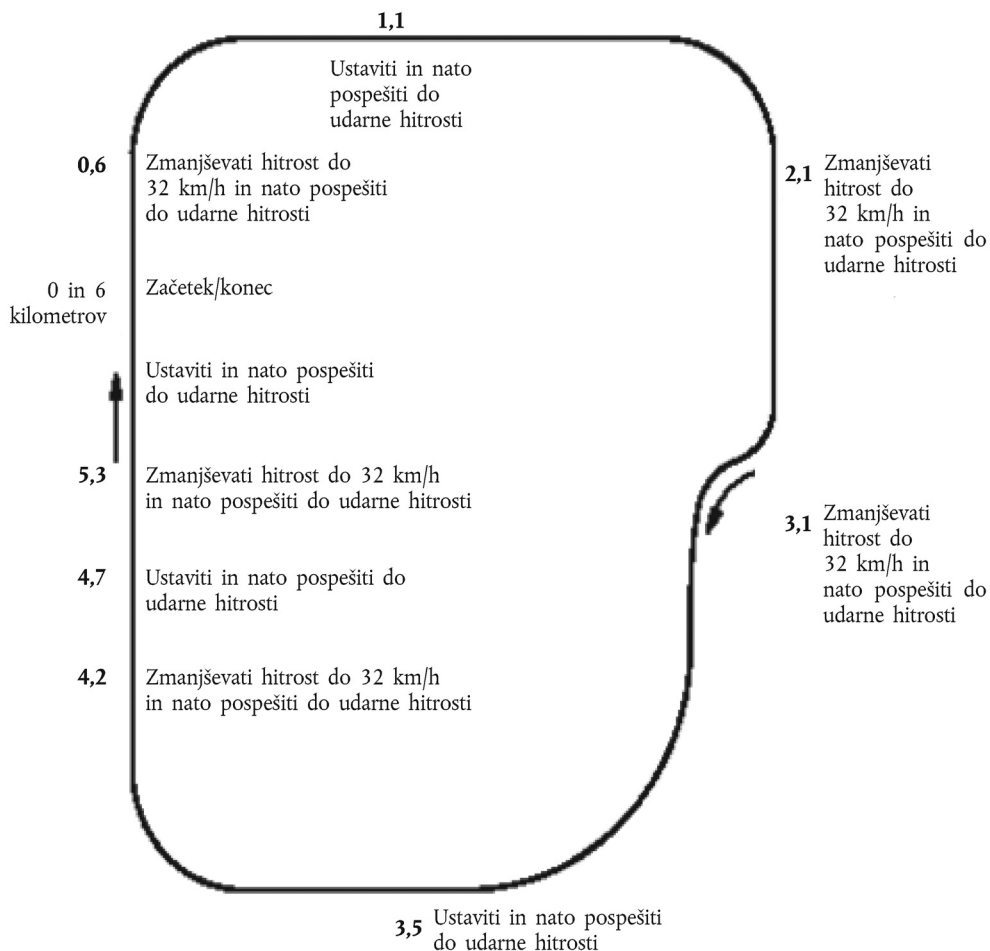 1,1
Ustaviti in nato
pospešiti do
udarne hitrosti
0,6
Zmanjševati hitrost do
32 km/h in nato pospešiti
do udarne hitrosti
2,1
Zmanjševati
hitrost do
32 km/h in
nato pospešiti do
udarne hitrosti
0 in 6
kilometrov
Začetek/konec
Ustaviti in nato pospešiti
do udarne hitrosti
5,3
Zmanjševati hitrost do 32 km/h
in nato pospešiti do udarne hitrosti
3,1
Zmanjševati
hitrost do
32 km/h in
nato pospešiti do
udarne hitrosti
4,7
Ustaviti in nato pospešiti do
udarne hitrosti
4,2
Zmanjševati hitrost do 32 km/h
in nato pospešiti do udarne hitrosti
3,5
Ustaviti in nato pospešiti
do udarne hitrosti